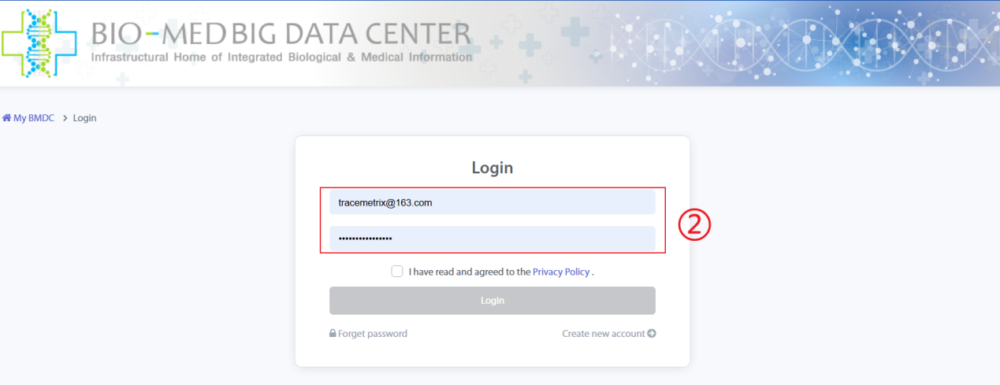 BIO-MED BIG DATA CENTER
Infrastructural Home of Integrated Biological & Medical Information
My BMDC > Login
Login
tracemetrix@163.com
••••••••••••••••
②
I have read and agreed to the Privacy Policy .
Login
Forget password
Create new account